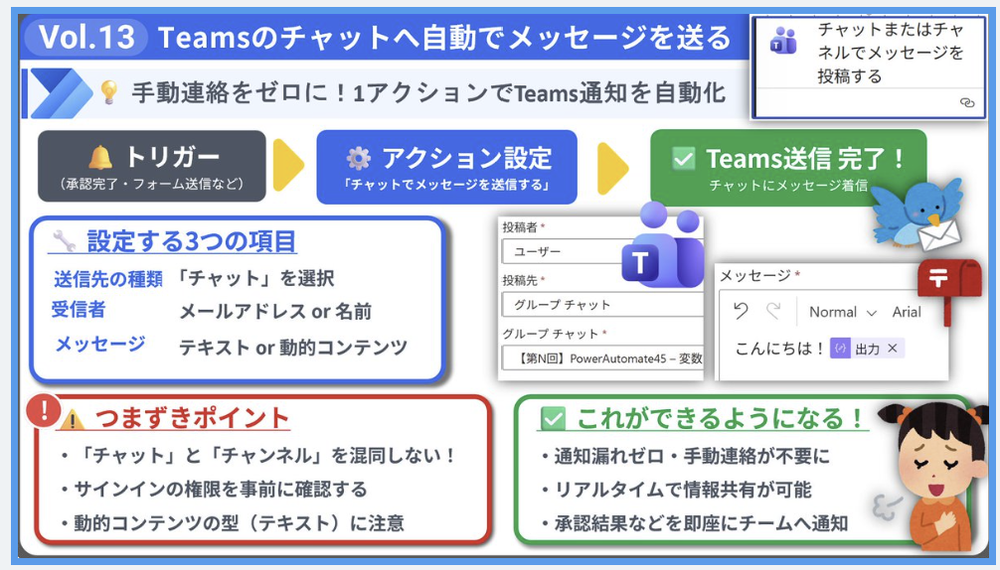 Vol.13 Teamsのチャットへ自動でメッセージを送る
チャットまたはチャ
ネルでメッセージを
投稿する
手動連絡をゼロに！1アクションでTeams通知を自動化
トリガー
（承認完了・フォーム送信など）
アクション設定
「チャットでメッセージを送信する」
Teams送信 完了！
チャットにメッセージ着信
設定する3つの項目
送信先の種類 「チャット」を選択
受信者 メールアドレス or 名前
メッセージ テキスト or 動的コンテンツ
投稿者 *
ユーザー
投稿先 *
グループ チャット
グループ チャット *
【第N回】PowerAutomate45 – 変数
T
メッセージ *
Normal Arial
こんにちは！ 出力 ×
つまずきポイント
・「チャット」と「チャンネル」を混同しない！
・サインインの権限を事前に確認する
・動的コンテンツの型（テキスト）に注意
これができるようになる！
・通知漏れゼロ・手動連絡が不要に
・リアルタイムで情報共有が可能
・承認結果などを即座にチームへ通知